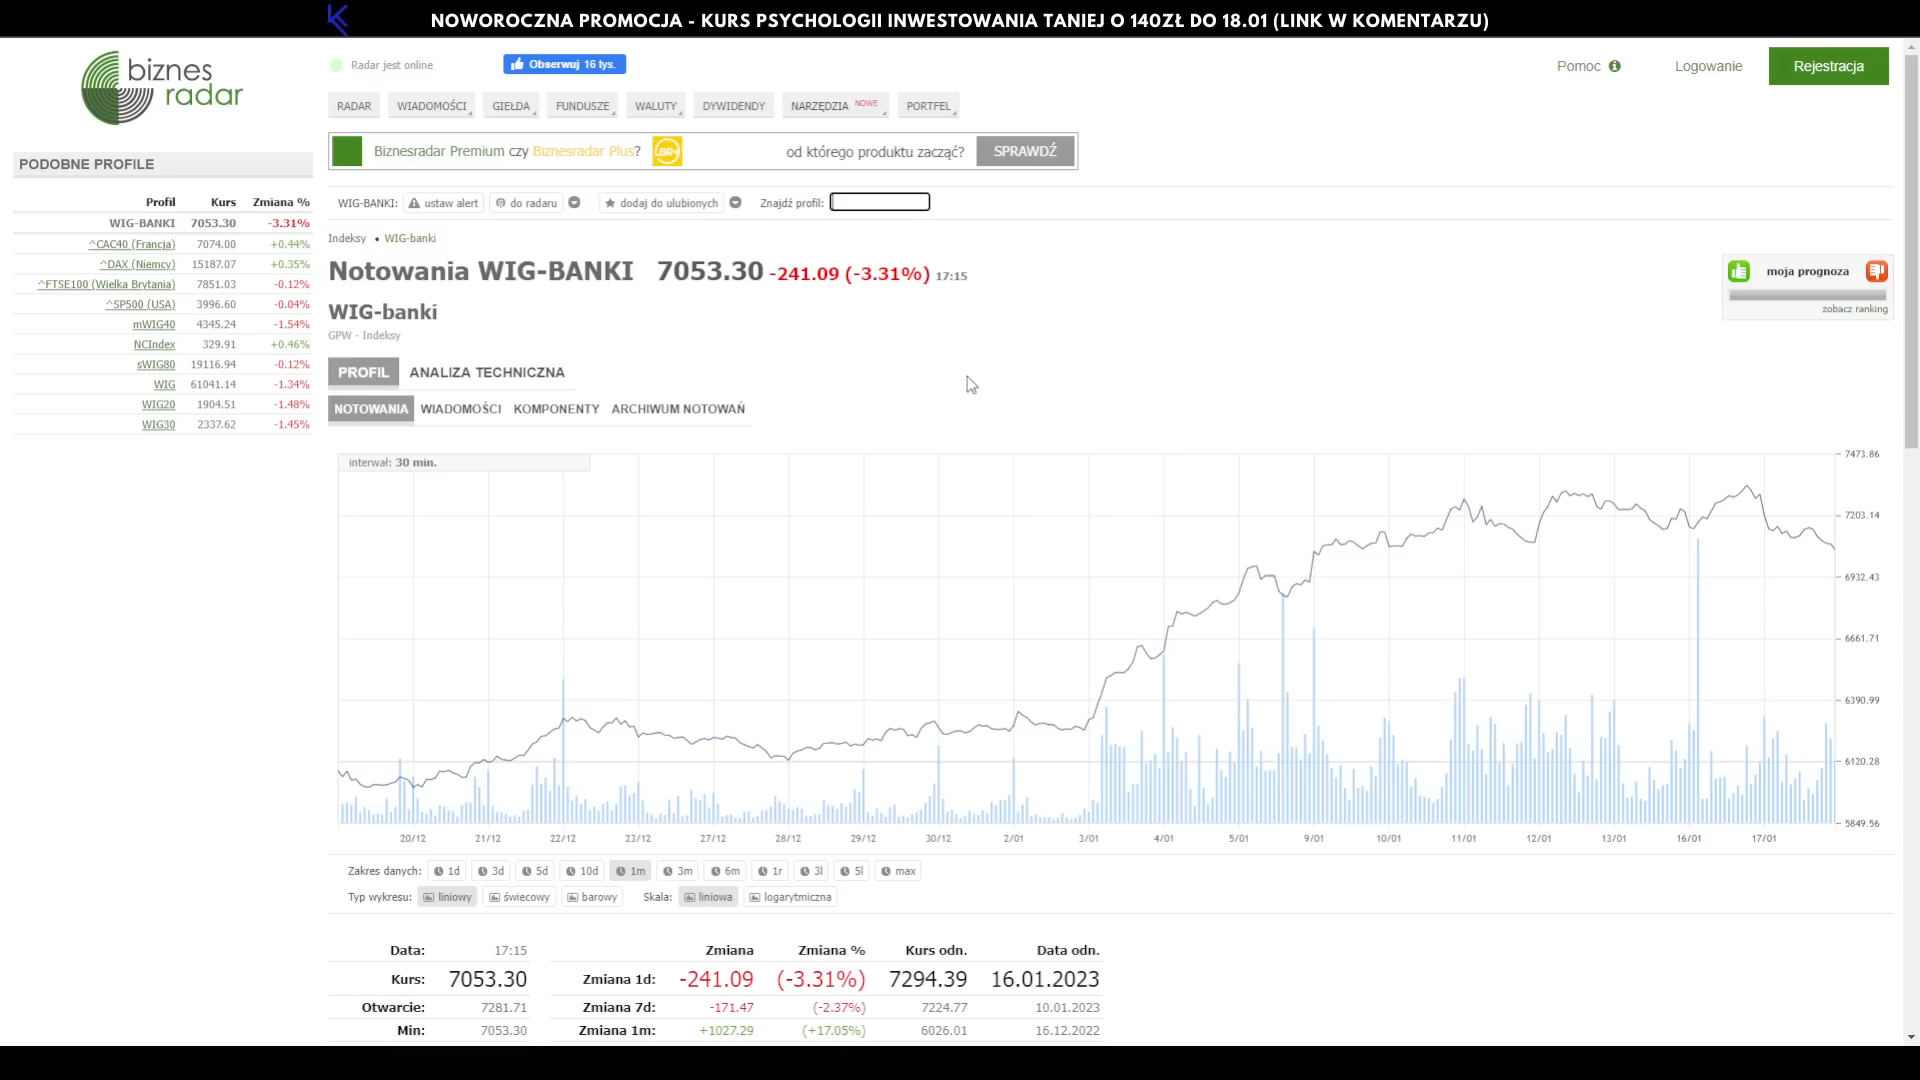 NOWOROCZNA PROMOCJA - KURS PSYCHOLOGII INWESTOWANIA TANIEJ O 140ZŁ DO 18.01 (LINK W KOMENTARZU)
biznes
radar
Radar jest online
Obserwuj 16 tys.
Pomoc
Logowanie
Rejestracja
RADAR WIADOMOŚCI GIEŁDA FUNDUSZE WALUTY DYWIDENDY NARZĘDZIA NOWE PORTFEL
Biznesradar Premium czy Biznesradar Plus? BR+ od którego produktu zacząć? SPRAWDŹ
PODOBNE PROFILE
Profil Kurs Zmiana %
WIG-BANKI 7053.30 -3.31%
^CAC40 (Francja) 7074.00 +0.44%
^DAX (Niemcy) 15187.07 +0.35%
^FTSE100 (Wielka Brytania) 7851.03 -0.12%
^SP500 (USA) 3996.60 -0.04%
mWIG40 4345.24 -1.54%
NCIndex 329.91 +0.46%
sWIG80 19116.94 -0.12%
WIG 61041.14 -1.34%
WIG20 1904.51 -1.48%
WIG30 2337.62 -1.45%
WIG-BANKI: ustaw alert do radaru dodaj do ulubionych Znajdź profil:
Indeksy • WIG-banki
Notowania WIG-BANKI 7053.30 -241.09 (-3.31%) 17:15
moja prognoza
zobacz ranking
WIG-banki
GPW - Indeksy
PROFIL ANALIZA TECHNICZNA
NOTOWANIA WIADOMOŚCI KOMPONENTY ARCHIWUM NOTOWAŃ
interwał: 30 min.
7473.86
7203.14
6932.43
6661.71
6390.99
6120.28
5849.56
20/12 21/12 22/12 23/12 27/12 28/12 29/12 30/12 2/01 3/01 4/01 5/01 9/01 10/01 11/01 12/01 13/01 16/01 17/01
Zakres danych: 1d 3d 5d 10d 1m 3m 6m 1r 3l 5l max
Typ wykresu: liniowy świecowy barowy Skala: liniowa logarytmiczna
Data: 17:15
Kurs: 7053.30
Otwarcie: 7281.71
Min: 7053.30
Zmiana Zmiana % Kurs odn. Data odn.
Zmiana 1d: -241.09 (-3.31%) 7294.39 16.01.2023
Zmiana 7d: -171.47 (-2.37%) 7224.77 10.01.2023
Zmiana 1m: +1027.29 (+17.05%) 6026.01 16.12.2022